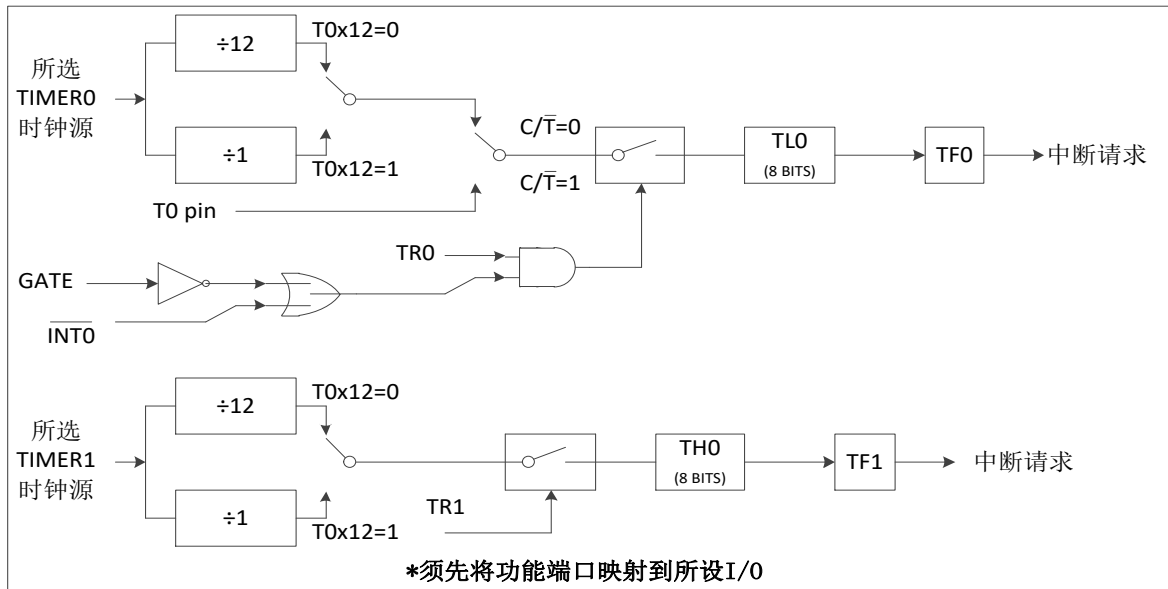 ÷12
T0x12=0
所选
TIMER0
时钟源
÷1
T0x12=1
C/T̅=0
C/T̅=1
TL0
(8 BITS)
TF0
中断请求
T0 pin
TR0
GATE
I̅N̅T̅0̅
÷12
T0x12=0
所选
TIMER1
时钟源
÷1
T0x12=1
TR1
TH0
(8 BITS)
TF1
中断请求
*须先将功能端口映射到所设I/O